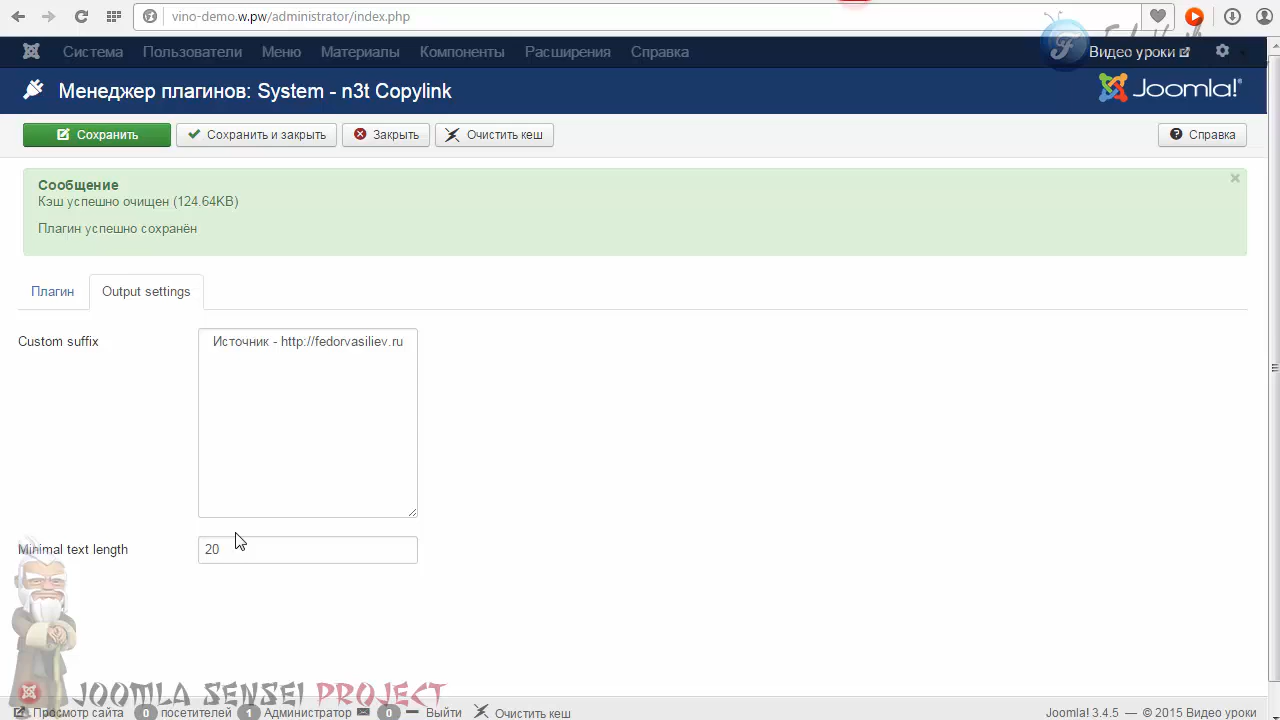 vino-demo.w.pw/administrator/index.php
Система Пользователи Меню Материалы Компоненты Расширения Справка Видео уроки
Менеджер плагинов: System - n3t Copylink
Joomla!®
Сохранить Сохранить и закрыть Закрыть Очистить кеш Справка
Сообщение
Кэш успешно очищен (124.64KB)
Плагин успешно сохранён
Плагин Output settings
Custom suffix
Источник - http://fedorvasiliev.ru
Minimal text length
20
JOOMLA SENSEI PROJECT
Просмотр сайта 0 посетителей 1 Администратор 0 Выйти Очистить кеш Joomla! 3.4.5 — © 2015 Видео уроки